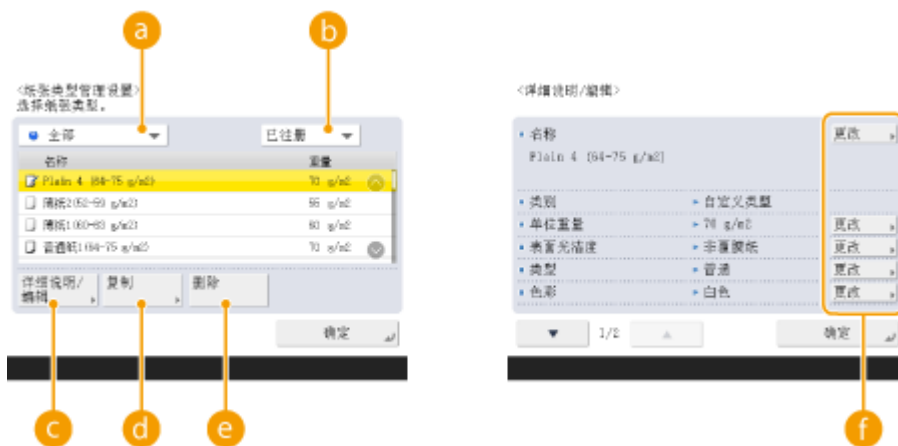 a
b
<纸张类型管理设置>
选择纸张类型。
全部
已注册
名称 重量
Plain 4 (64-75 g/m2) 70 g/m2
薄纸2(52-59 g/m2) 55 g/m2
薄纸1(60-63 g/m2) 60 g/m2
普通纸1(64-75 g/m2) 70 g/m2
详细说明/
编辑
复制
删除
确定
c
d
e
<详细说明/编辑>
名称 更改
Plain 4 (64-75 g/m2)
类别 自定义类型
单位重量 70 g/m2 更改
表面光洁度 非覆膜纸 更改
类型 普通 更改
色彩 白色 更改
1/2 确定
f